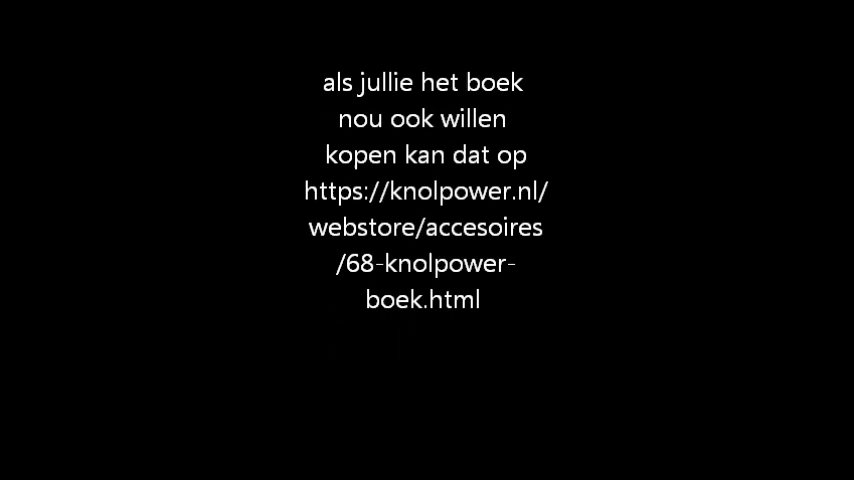 als jullie het boek
nou ook willen
kopen kan dat op
https://knolpower.nl/
webstore/accesoires
/68-knolpower-
boek.html